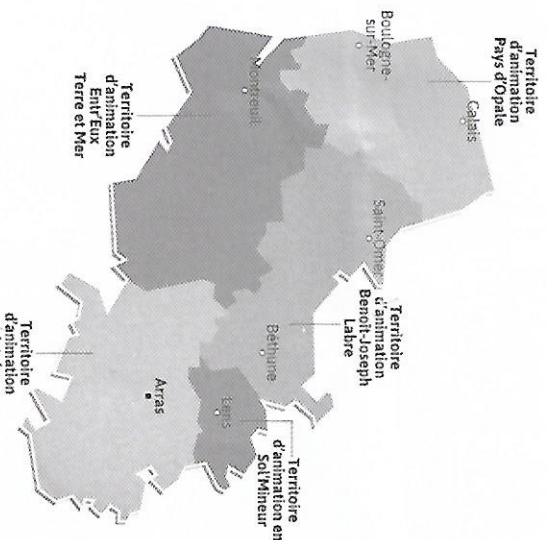 Territoire
d'animation
Pays d'Opale
Calais
Boulogne-
sur-Mer
Saint-Omer
Territoire
d'animation
Benoît-Joseph
Labre
Montreuil
Territoire
d'animation
Entr'Eux
Terre et Mer
Béthune
Lens
Territoire
d'animation en
Sol'Mineur
Arras
Territoire
d'animation